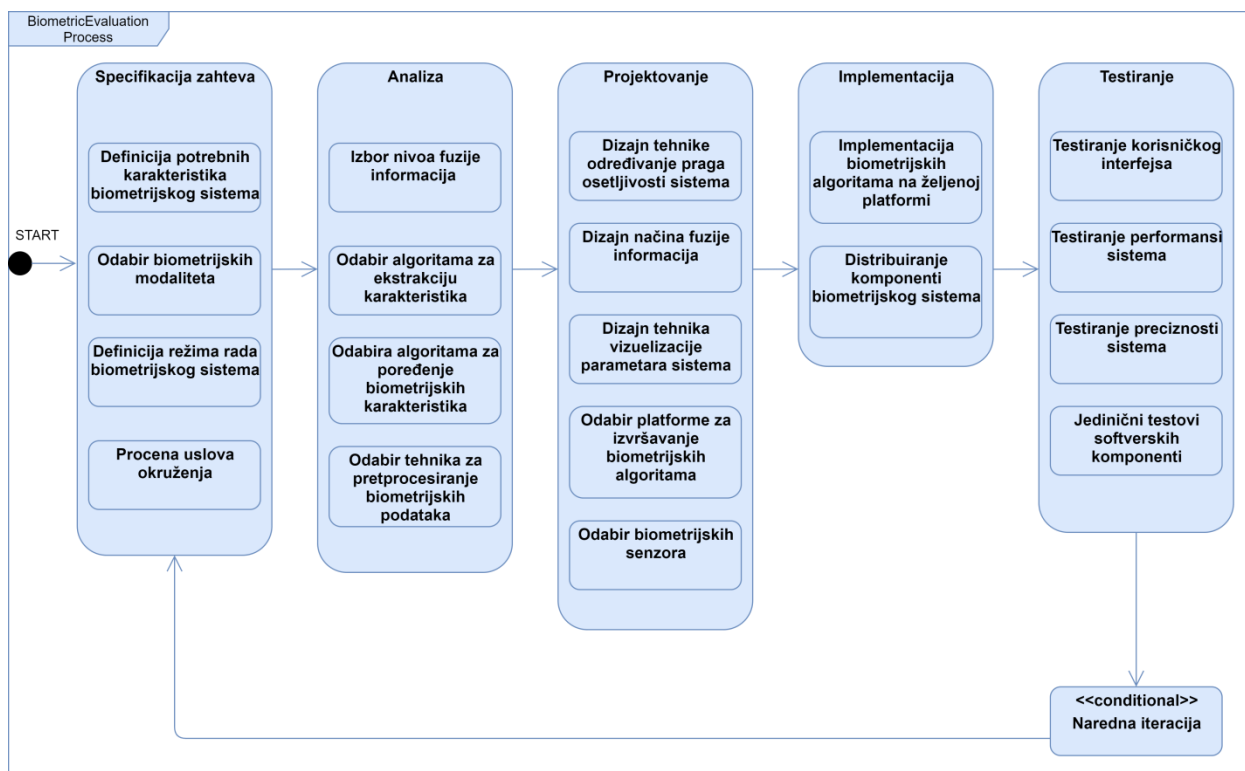 BiometricEvaluation
Process
START
Specifikacija zahteva
Definicija potrebnih
karakteristika
biometrijskog sistema
Odabir biometrijskih
modaliteta
Definicija režima rada
biometrijskog sistema
Procena uslova
okruženja
Analiza
Izbor nivoa fuzije
informacija
Odabir algoritama za
ekstrakciju
karakteristika
Odabira algoritama za
poređenje
biometrijskih
karakteristika
Odabir tehnika za
pretprocesiranje
biometrijskih
podataka
Projektovanje
Dizajn tehnike
određivanje praga
osetljivosti sistema
Dizajn načina fuzije
informacija
Dizajn tehnika
vizuelizacije
parametara sistema
Odabir platforme za
izvršavanje
biometrijskih
algoritama
Odabir biometrijskih
senzora
Implementacija
Implementacija
biometrijskih
algoritama na željenoj
platformi
Distribuiranje
komponenti
biometrijskog sistema
Testiranje
Testiranje korisničkog
interfejsa
Testiranje performansi
sistema
Testiranje preciznosti
sistema
Jedinični testovi
softverskih
komponenti
<<conditional>>
Naredna iteracija